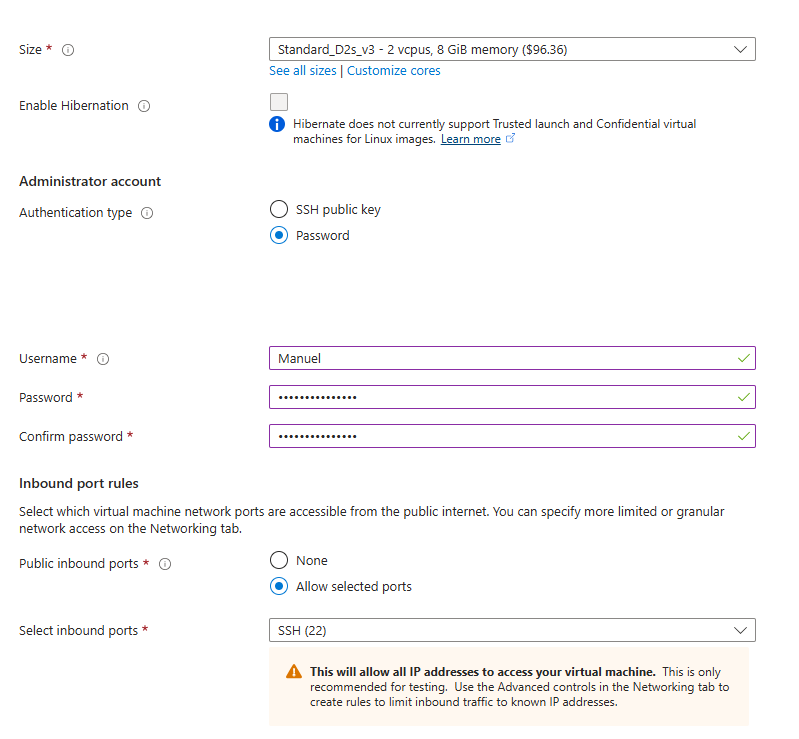 Size *
Standard_D2s_v3 - 2 vcpus, 8 GiB memory ($96.36)
See all sizes | Customize cores
Enable Hibernation
Hibernate does not currently support Trusted launch and Confidential virtual
machines for Linux images. Learn more
Administrator account
Authentication type
SSH public key
Password
Username *
Manuel
Password *
•••••••••••••••
Confirm password *
•••••••••••••••
Inbound port rules
Select which virtual machine network ports are accessible from the public internet. You can specify more limited or granular
network access on the Networking tab.
Public inbound ports *
None
Allow selected ports
Select inbound ports *
SSH (22)
This will allow all IP addresses to access your virtual machine. This is only
recommended for testing. Use the Advanced controls in the Networking tab to
create rules to limit inbound traffic to known IP addresses.